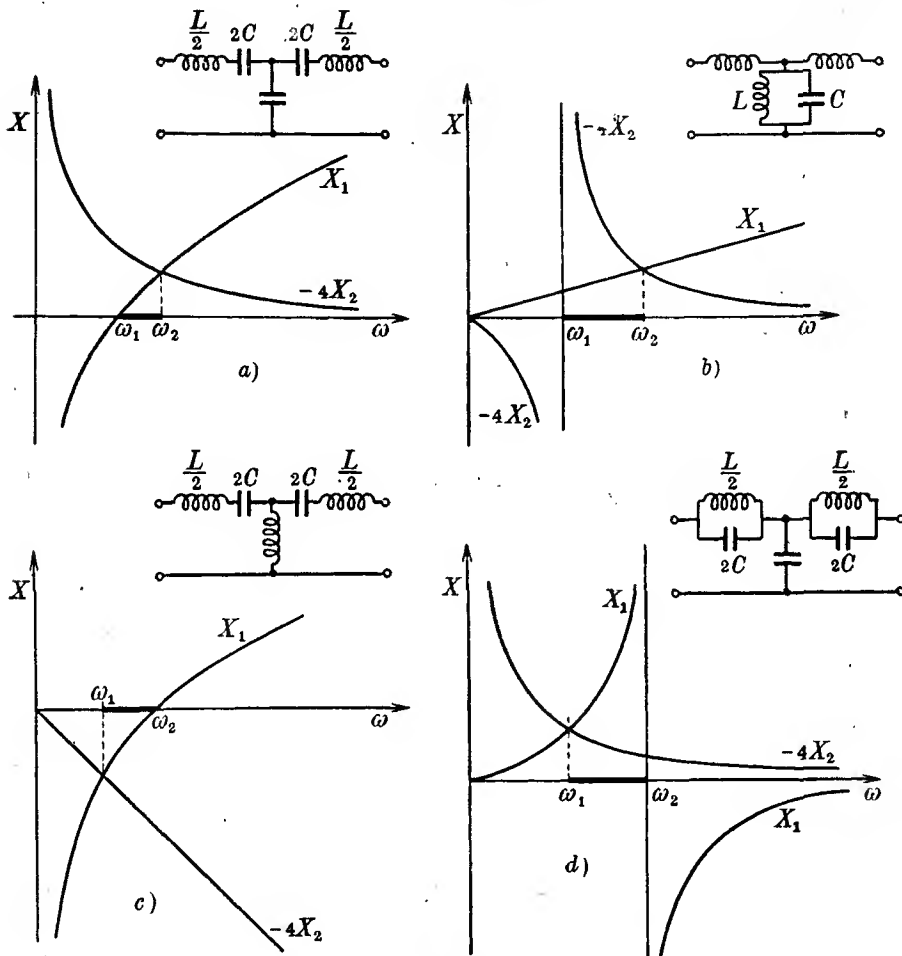 L/2 2C 2C L/2
X
X₁
-4X₂
ω₁ ω₂ ω
a)
L C
X
-4X₂
X₁
ω₁ ω₂ ω
-4X₂
b)
L/2 2C 2C L/2
X
X₁
ω₁ ω₂ ω
c)
-4X₂
L/2 L/2
2C 2C
X
X₁
-4X₂
ω₁ ω₂ ω
X₁
d)